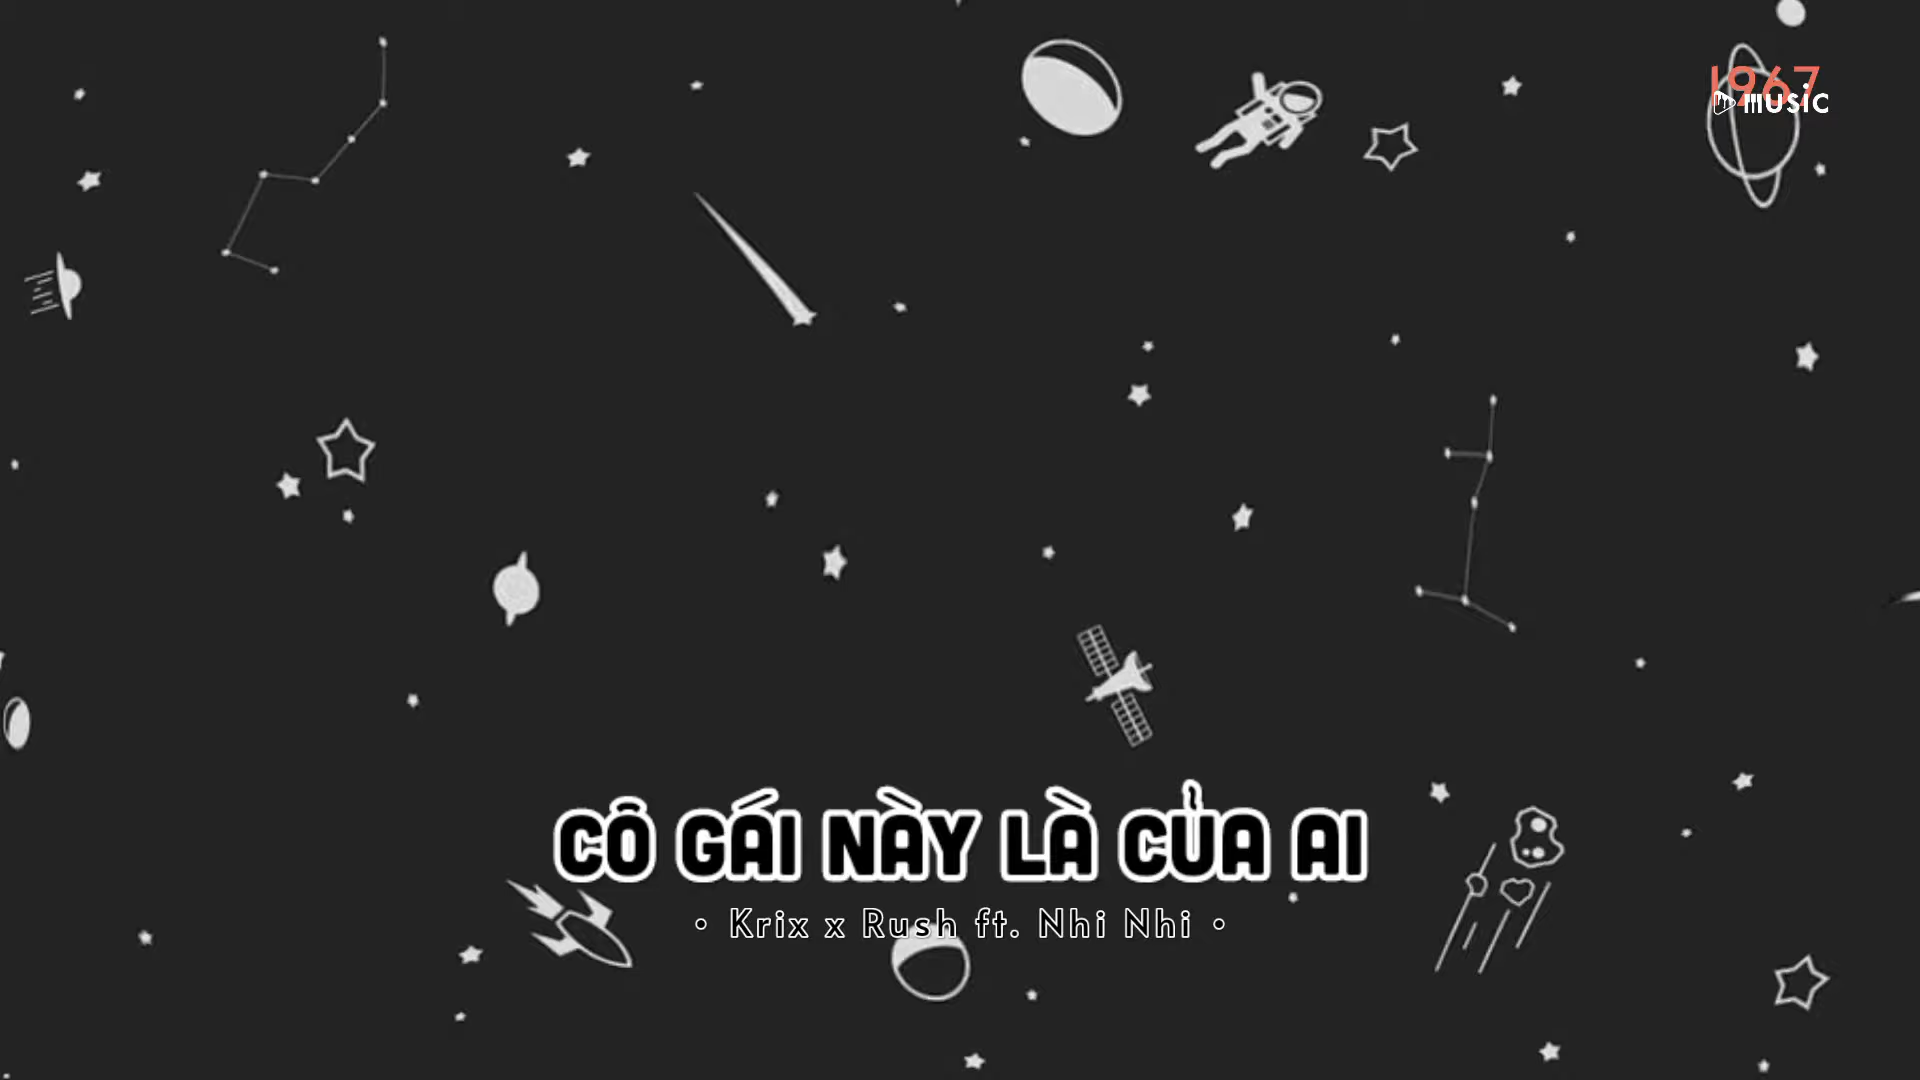 1967
music
CÔ GÁI NÀY LÀ CỦA AI
• Krix x Rush ft. Nhi Nhi •